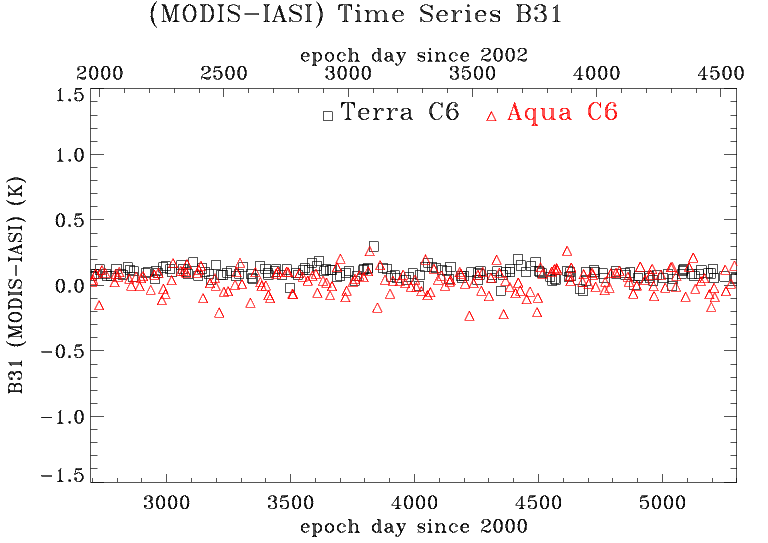 (MODIS-IASI) Time Series B31
epoch day since 2002
2000 2500 3000 3500 4000 4500
□ Terra C6 △ Aqua C6
1.5
1.0
0.5
0.0
-0.5
-1.0
-1.5
B31 (MODIS-IASI) (K)
3000 3500 4000 4500 5000
epoch day since 2000